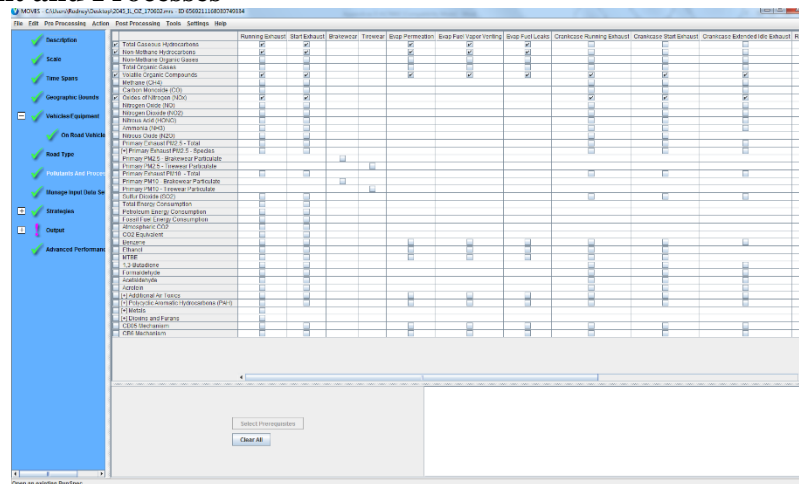 MOVES - C:\Users\Rodney\Desktop\2045_IL_OZ_170602.mrs - ID 6569211168030740934
File Edit Pre Processing Action Post Processing Tools Settings Help
Description
Scale
Time Spans
Geographic Bounds
Vehicles/Equipment
On Road Vehicle
Road Type
Pollutants And Proces
Manage Input Data Se
Strategies
Output
Advanced Performanc
Running Exhaust Start Exhaust Brakewear Tirewear Evap Permeation Evap Fuel Vapor Venting Evap Fuel Leaks Crankcase Running Exhaust Crankcase Start Exhaust Crankcase Extended Idle Exhaust R
Total Gaseous Hydrocarbons
Non-Methane Hydrocarbons
Non-Methane Organic Gases
Total Organic Gases
Volatile Organic Compounds
Methane (CH4)
Carbon Monoxide (CO)
Oxides of Nitrogen (NOx)
Nitrogen Oxide (NO)
Nitrogen Dioxide (NO2)
Nitrous Acid (HONO)
Ammonia (NH3)
Nitrous Oxide (N2O)
Primary Exhaust PM2.5 - Total
[+] Primary Exhaust PM2.5 - Species
Primary PM2.5 - Brakewear Particulate
Primary PM2.5 - Tirewear Particulate
Primary Exhaust PM10 - Total
Primary PM10 - Brakewear Particulate
Primary PM10 - Tirewear Particulate
Sulfur Dioxide (SO2)
Total Energy Consumption
Petroleum Energy Consumption
Fossil Fuel Energy Consumption
Atmospheric CO2
CO2 Equivalent
Benzene
Ethanol
MTBE
1,3-Butadiene
Formaldehyde
Acetaldehyde
Acrolein
[+] Additional Air Toxics
[+] Polycyclic Aromatic Hydrocarbons (PAH)
[+] Metals
[+] Dioxins and Furans
CB05 Mechanism
CB6 Mechanism
Select Prerequisites
Clear All
Open an existing RunSpec